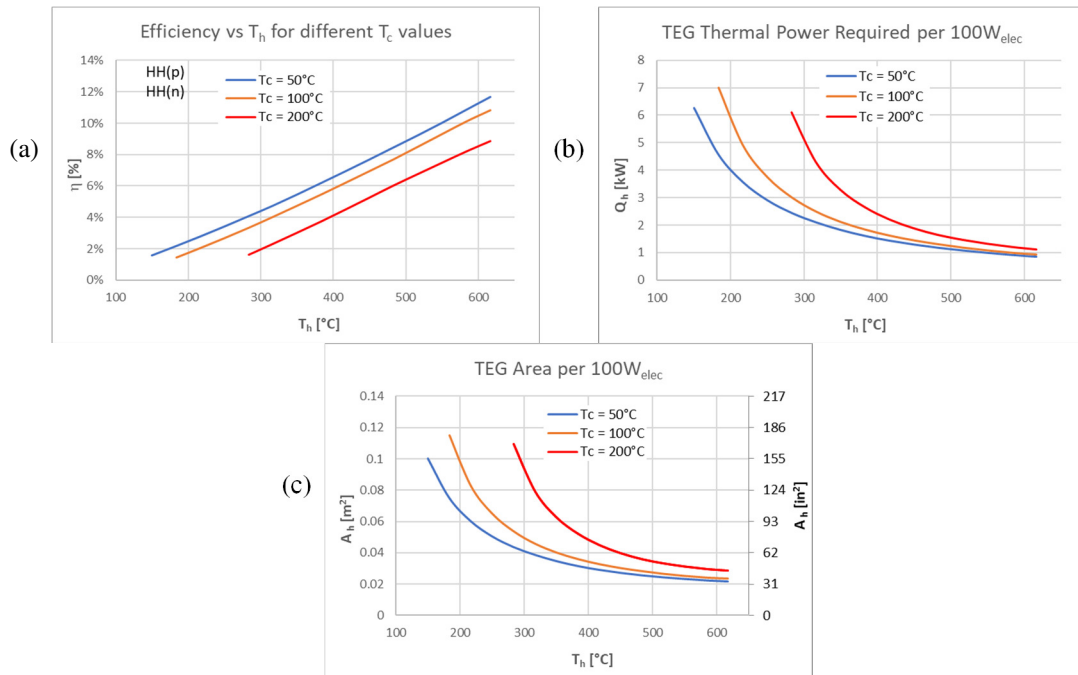 (a)
Efficiency vs Th for different Tc values
HH(p)
HH(n)
Tc = 50°C
Tc = 100°C
Tc = 200°C
η [%]
14%
12%
10%
8%
6%
4%
2%
0%
100 200 300 400 500 600
Th [°C]
(b)
TEG Thermal Power Required per 100Welec
Tc = 50°C
Tc = 100°C
Tc = 200°C
Qh [kW]
8
7
6
5
4
3
2
1
0
100 200 300 400 500 600
Th [°C]
(c)
TEG Area per 100Welec
Tc = 50°C
Tc = 100°C
Tc = 200°C
Ah [m²]
0.14
0.12
0.1
0.08
0.06
0.04
0.02
0
217
186
155
124
93
62
31
0
Ah [in²]
100 200 300 400 500 600
Th [°C]